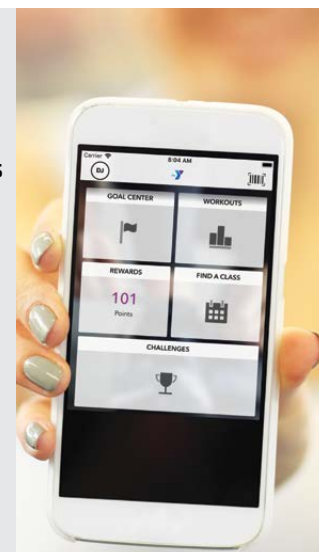 s
Carrier 8:04 AM
DJ
Y
GOAL CENTER WORKOUTS
REWARDS FIND A CLASS
101
Points
CHALLENGES